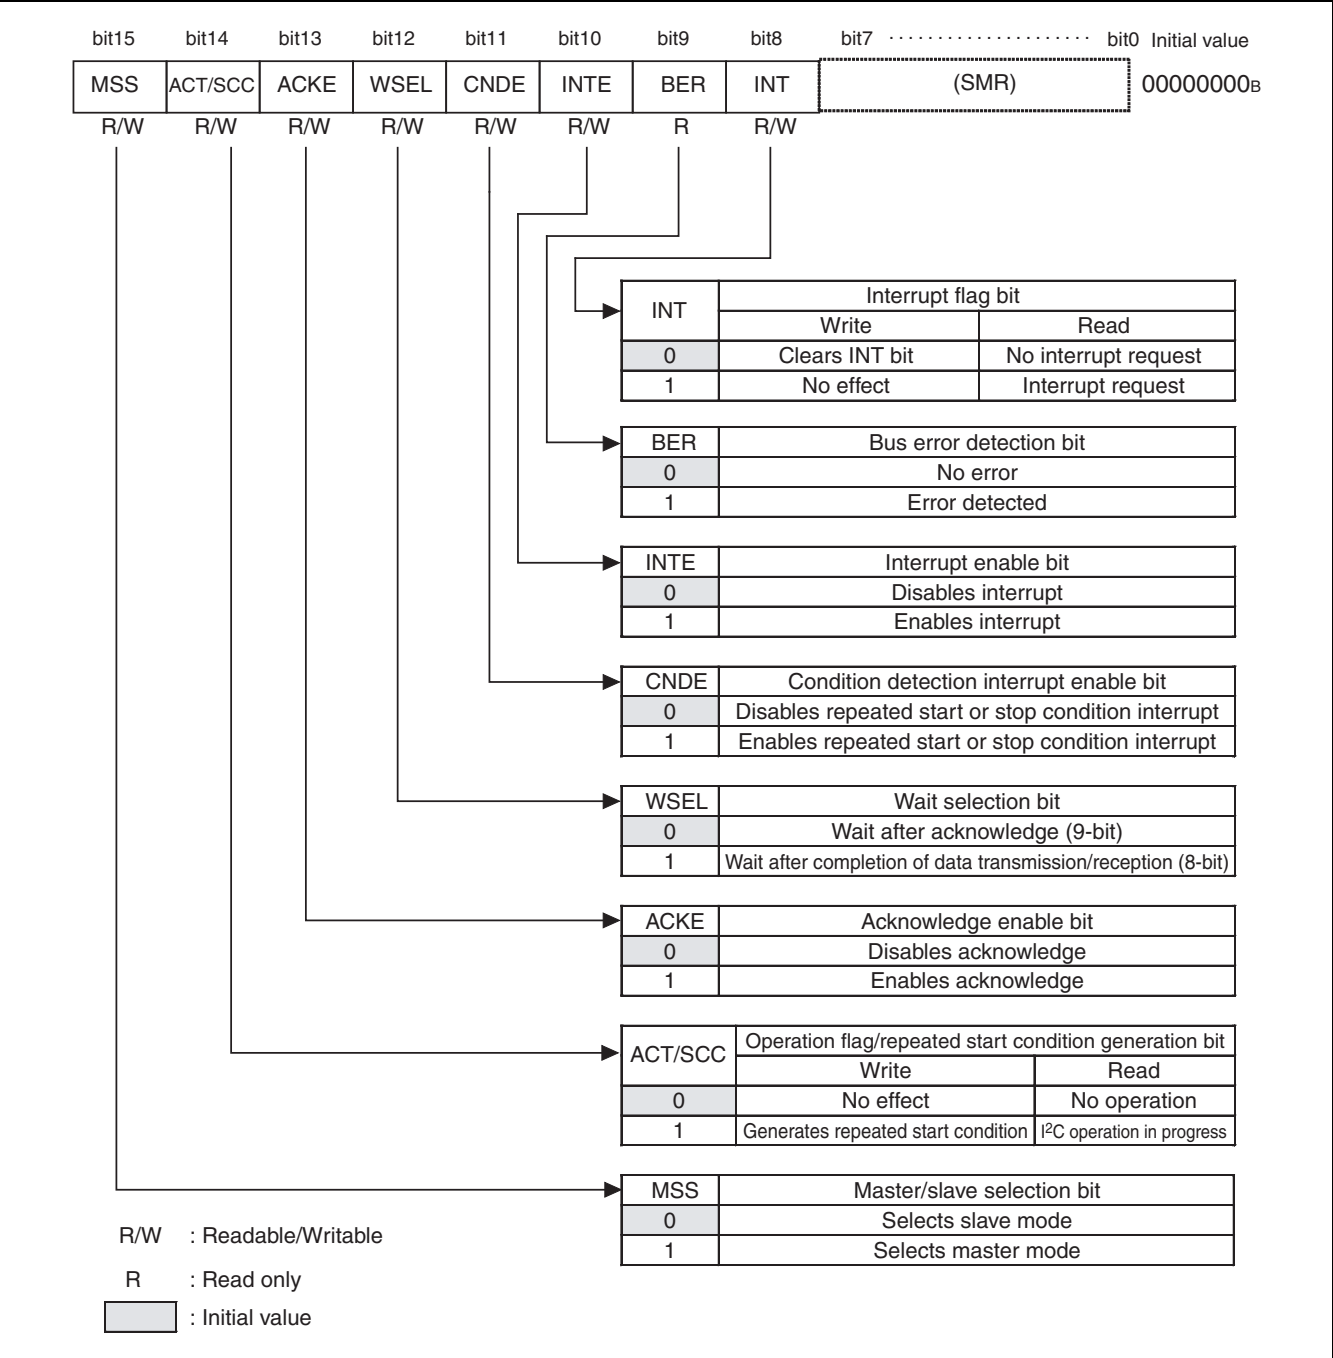 bit15 bit14 bit13 bit12 bit11 bit10 bit9 bit8 bit7 ····················· bit0 Initial value
MSS ACT/SCC ACKE WSEL CNDE INTE BER INT (SMR) 00000000B
R/W R/W R/W R/W R/W R/W R R/W
INT Interrupt flag bit
Write Read
0 Clears INT bit No interrupt request
1 No effect Interrupt request
BER Bus error detection bit
0 No error
1 Error detected
INTE Interrupt enable bit
0 Disables interrupt
1 Enables interrupt
CNDE Condition detection interrupt enable bit
0 Disables repeated start or stop condition interrupt
1 Enables repeated start or stop condition interrupt
WSEL Wait selection bit
0 Wait after acknowledge (9-bit)
1 Wait after completion of data transmission/reception (8-bit)
ACKE Acknowledge enable bit
0 Disables acknowledge
1 Enables acknowledge
ACT/SCC Operation flag/repeated start condition generation bit
Write Read
0 No effect No operation
1 Generates repeated start condition I²C operation in progress
MSS Master/slave selection bit
0 Selects slave mode
1 Selects master mode
R/W : Readable/Writable
R : Read only
: Initial value